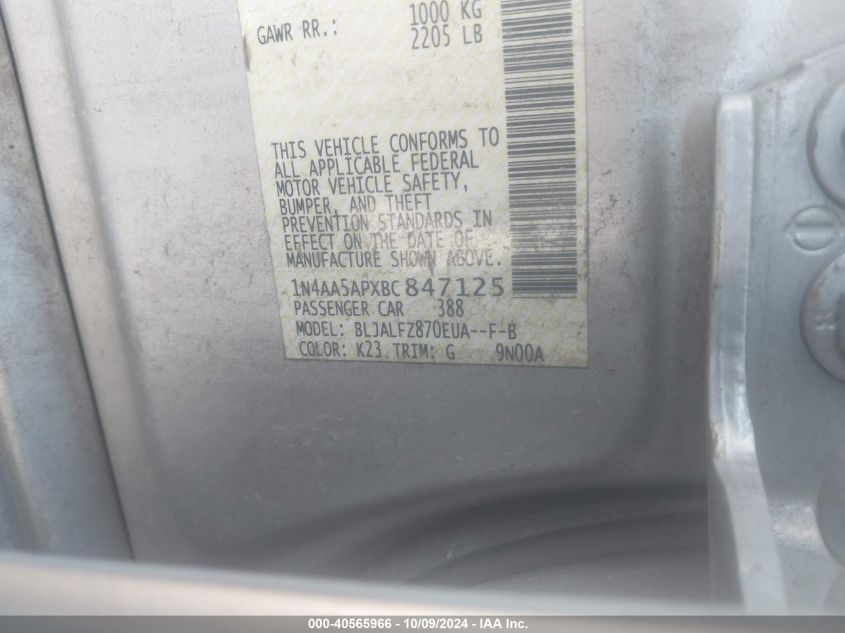 GAWR RR.: 1000 KG
2205 LB
THIS VEHICLE CONFORMS TO
ALL APPLICABLE FEDERAL
MOTOR VEHICLE SAFETY,
BUMPER, AND THEFT
PREVENTION STANDARDS IN
EFFECT ON THE DATE OF
MANUFACTURE SHOWN ABOVE.
1N4AA5APXBC847125
PASSENGER CAR 388
MODEL: BLJALFZ870EUA--F-B
COLOR: K23 TRIM: G 9N00A
000-40565966 - 10/09/2024 - IAA Inc.